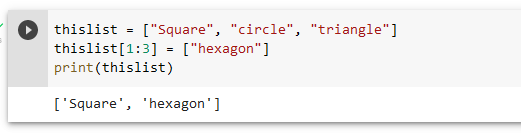 thislist = ["Square", "circle", "triangle"]
thislist[1:3] = ["hexagon"]
print(thislist)
['Square', 'hexagon']